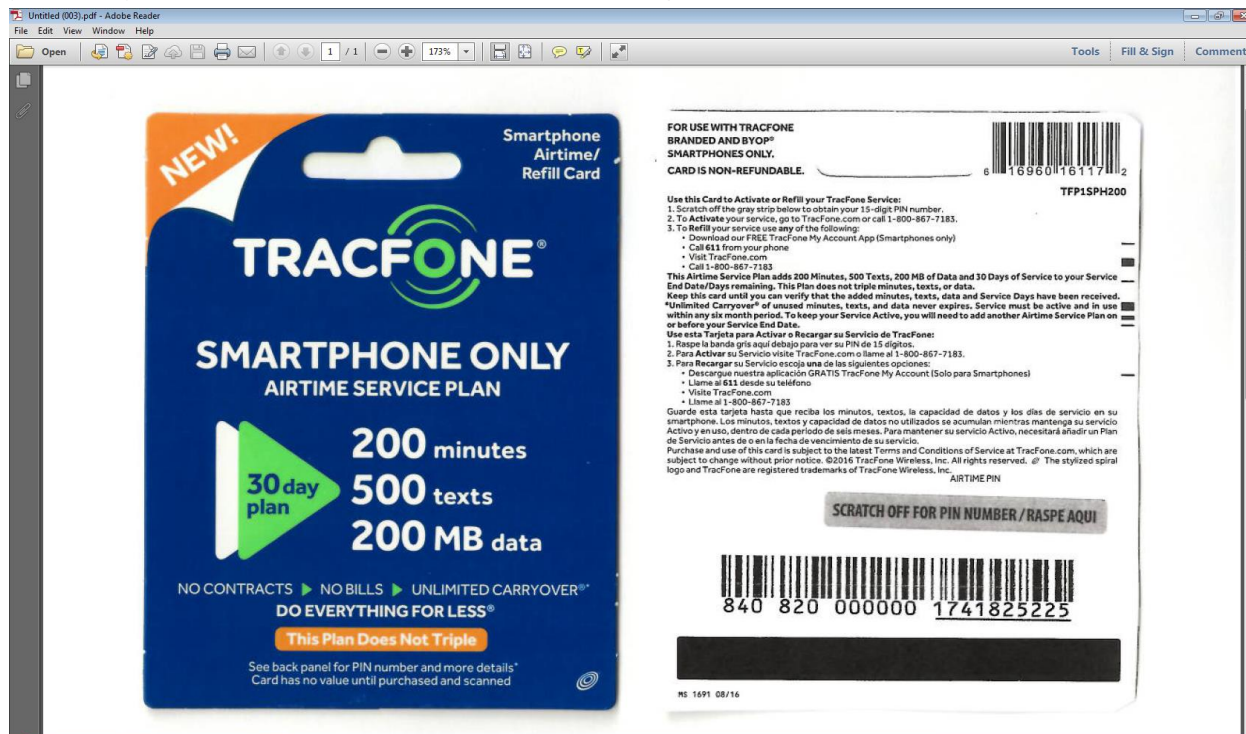 Untitled (003).pdf - Adobe Reader
File Edit View Window Help
Open 1 / 1 173% Tools Fill & Sign Comment
NEW!
Smartphone
Airtime/
Refill Card
TRACFONE®
SMARTPHONE ONLY
AIRTIME SERVICE PLAN
30 day
plan
200 minutes
500 texts
200 MB data
NO CONTRACTS ▶ NO BILLS ▶ UNLIMITED CARRYOVER®*
DO EVERYTHING FOR LESS®
This Plan Does Not Triple
See back panel for PIN number and more details*
Card has no value until purchased and scanned
FOR USE WITH TRACFONE
BRANDED AND BYOP®
SMARTPHONES ONLY.
CARD IS NON-REFUNDABLE.
6 16960 16117 2
TFP1SPH200
Use this Card to Activate or Refill your TracFone Service:
1. Scratch off the gray strip below to obtain your 15-digit PIN number.
2. To Activate your service, go to TracFone.com or call 1-800-867-7183.
3. To Refill your service use any of the following:
• Download our FREE TracFone My Account App (Smartphones only)
• Call 611 from your phone
• Visit TracFone.com
• Call 1-800-867-7183
This Airtime Service Plan adds 200 Minutes, 500 Texts, 200 MB of Data and 30 Days of Service to your Service
End Date/Days remaining. This Plan does not triple minutes, texts, or data.
Keep this card until you can verify that the added minutes, texts, data and Service Days have been received.
*Unlimited Carryover® of unused minutes, texts, and data never expires. Service must be active and in use
within any six month period. To keep your Service Active, you will need to add another Airtime Service Plan on
or before your Service End Date.
Use esta Tarjeta para Activar o Recargar su Servicio de TracFone:
1. Raspe la banda gris aquí debajo para ver su PIN de 15 dígitos.
2. Para Activar su Servicio visite TracFone.com o llame al 1-800-867-7183.
3. Para Recargar su Servicio escoja una de las siguientes opciones:
• Descargue nuestra aplicación GRATIS TracFone My Account (Solo para Smartphones)
• Llame al 611 desde su teléfono
• Visite TracFone.com
• Llame al 1-800-867-7183
Guarde esta tarjeta hasta que reciba los minutos, textos, la capacidad de datos y los días de servicio en su
smartphone. Los minutos, textos y capacidad de datos no utilizados se acumulan mientras mantenga su servicio
Activo y en uso, dentro de cada período de seis meses. Para mantener su servicio Activo, necesitará añadir un Plan
de Servicio antes de o en la fecha de vencimiento de su servicio.
Purchase and use of this card is subject to the latest Terms and Conditions of Service at TracFone.com, which are
subject to change without prior notice. ©2016 TracFone Wireless, Inc. All rights reserved. The stylized spiral
logo and TracFone are registered trademarks of TracFone Wireless, Inc.
AIRTIME PIN
SCRATCH OFF FOR PIN NUMBER / RASPE AQUI
840 820 000000 1741825225
MS 1691 08/16